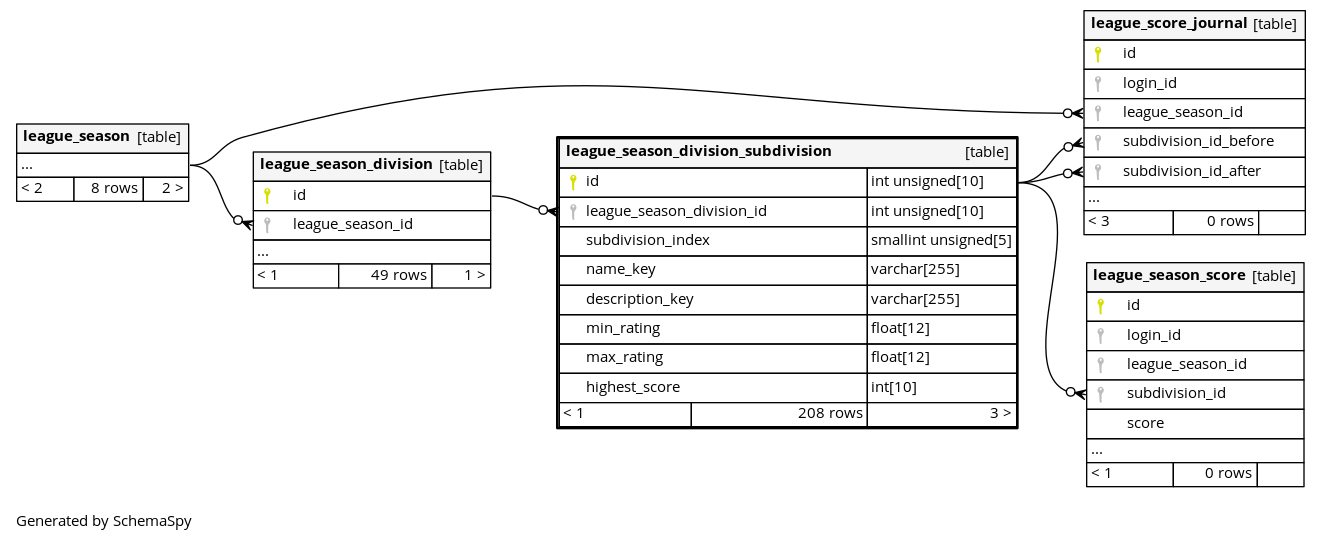 league_season [table]
...
< 2 8 rows 2 >
league_season_division [table]
id
league_season_id
...
< 1 49 rows 1 >
league_season_division_subdivision [table]
id int unsigned[10]
league_season_division_id int unsigned[10]
subdivision_index smallint unsigned[5]
name_key varchar[255]
description_key varchar[255]
min_rating float[12]
max_rating float[12]
highest_score int[10]
< 1 208 rows 3 >
league_score_journal [table]
id
login_id
league_season_id
subdivision_id_before
subdivision_id_after
...
< 3 0 rows
league_season_score [table]
id
login_id
league_season_id
subdivision_id
score
...
< 1 0 rows
Generated by SchemaSpy